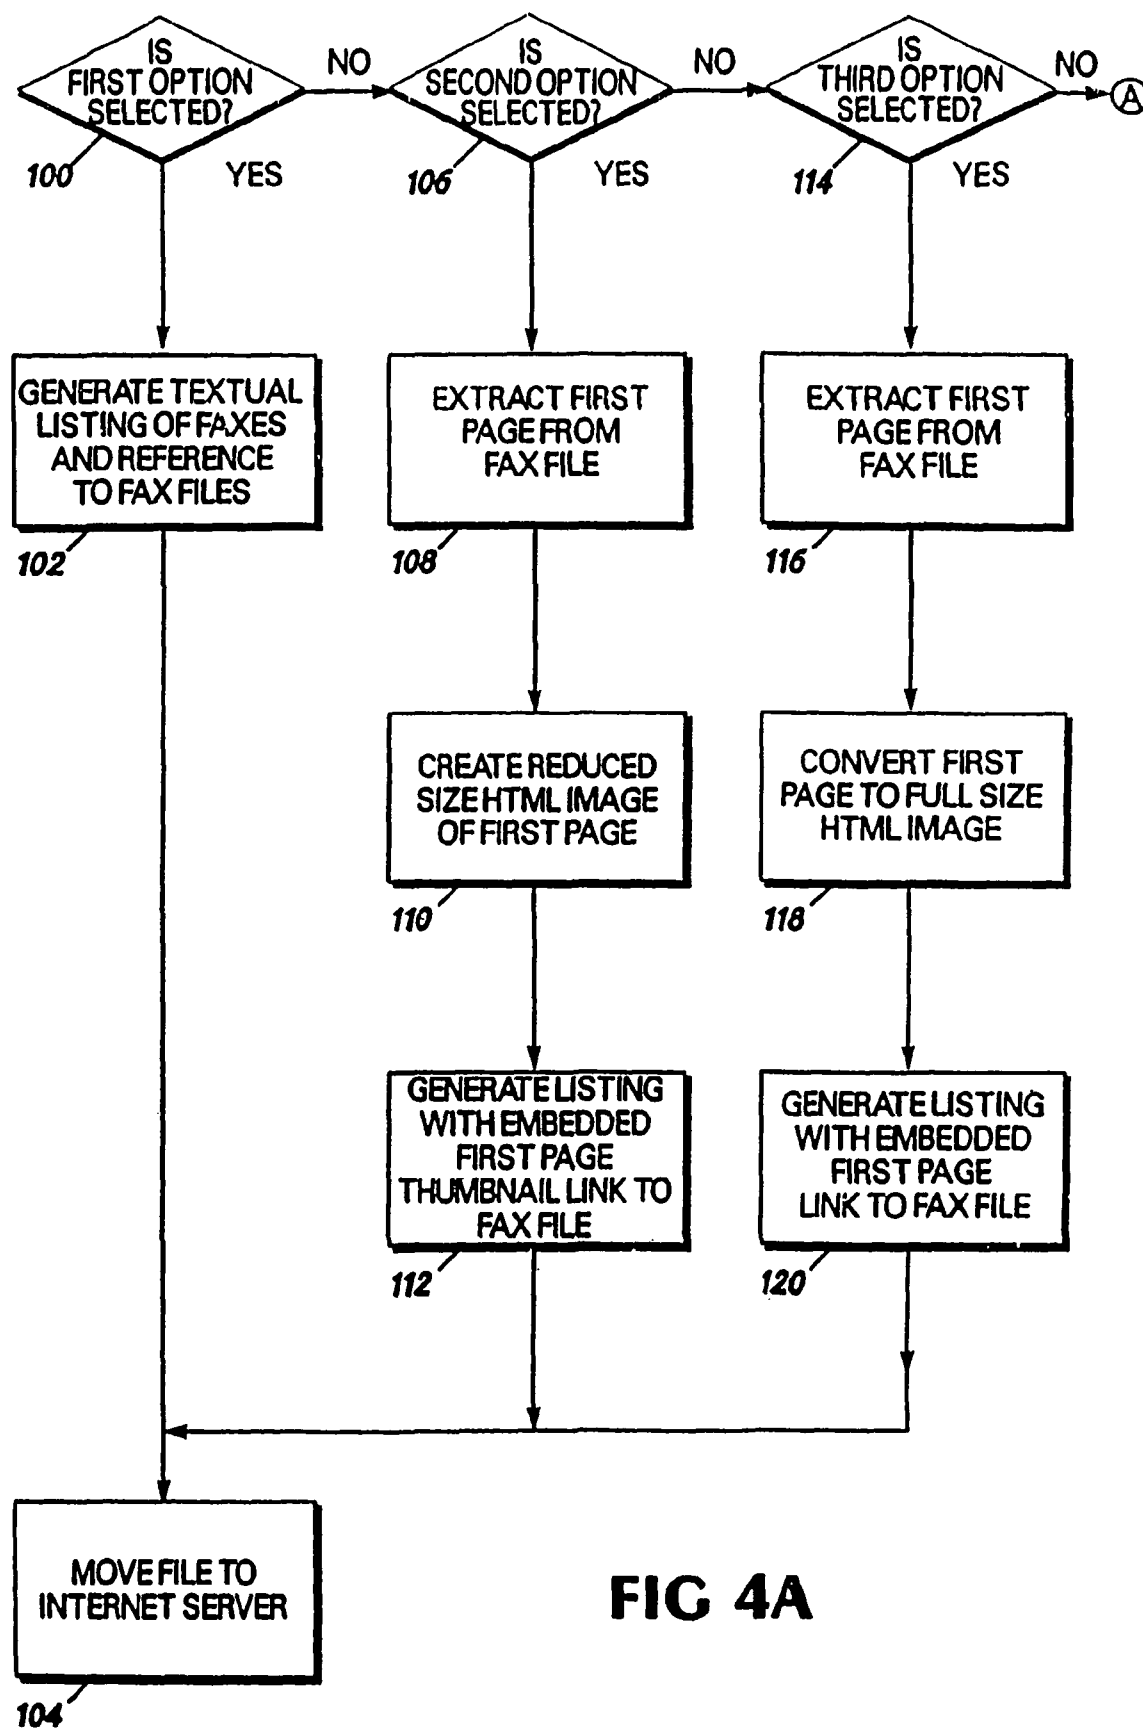 IS
FIRST OPTION
SELECTED?
NO
IS
SECOND OPTION
SELECTED?
NO
IS
THIRD OPTION
SELECTED?
NO
A
100
YES
106
YES
114
YES
GENERATE TEXTUAL
LISTING OF FAXES
AND REFERENCE
TO FAX FILES
102
EXTRACT FIRST
PAGE FROM
FAX FILE
108
EXTRACT FIRST
PAGE FROM
FAX FILE
116
CREATE REDUCED
SIZE HTML IMAGE
OF FIRST PAGE
110
CONVERT FIRST
PAGE TO FULL SIZE
HTML IMAGE
118
GENERATE LISTING
WITH EMBEDDED
FIRST PAGE
THUMBNAIL LINK TO
FAX FILE
112
GENERATE LISTING
WITH EMBEDDED
FIRST PAGE
LINK TO FAX FILE
120
MOVE FILE TO
INTERNET SERVER
104
FIG 4A